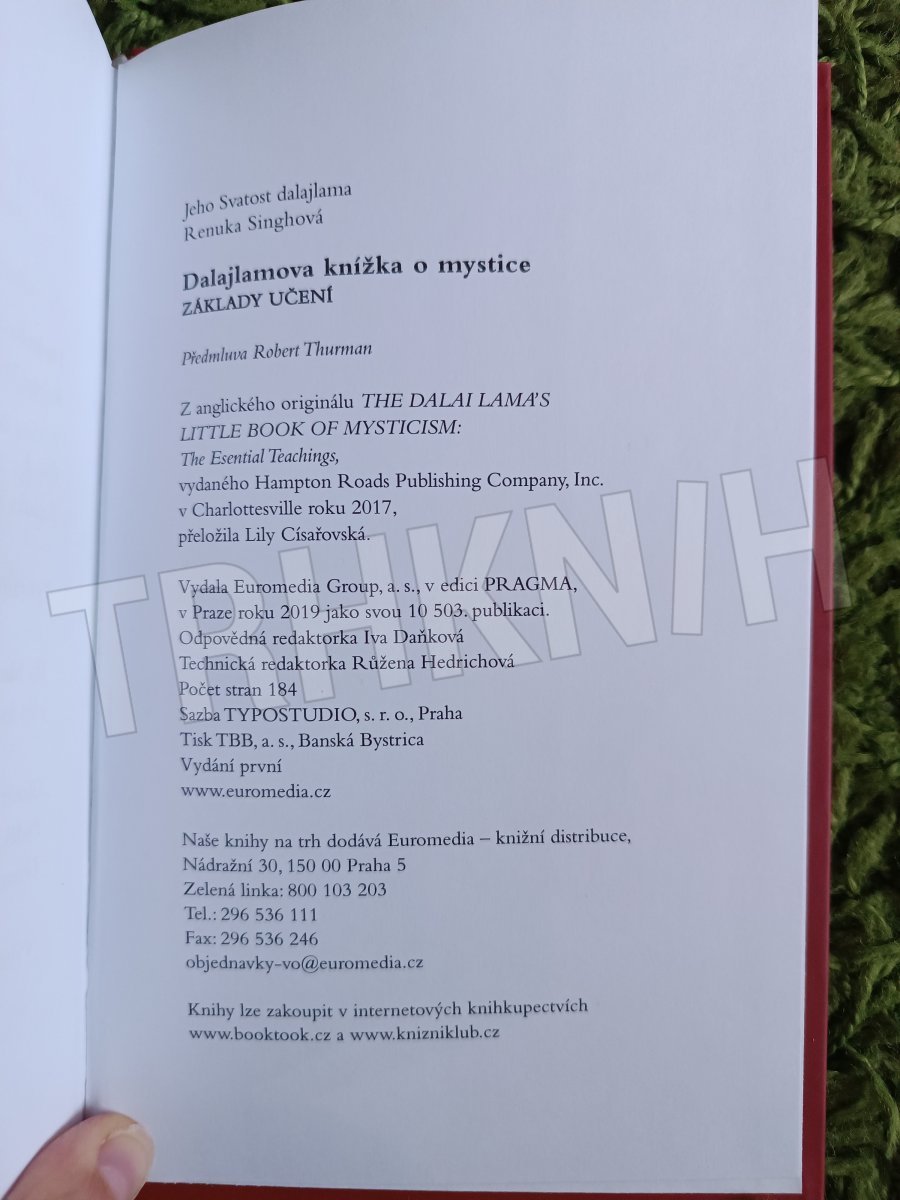 Jeho Svatost dalajlama
Renuka Singhová
Dalajlamova knížka o mystice
ZÁKLADY UČENÍ
Předmluva Robert Thurman
Z anglického originálu THE DALAI LAMA'S
LITTLE BOOK OF MYSTICISM:
The Esential Teachings,
vydaného Hampton Roads Publishing Company, Inc.
v Charlottesville roku 2017,
přeložila Lily Císařovská.
Vydala Euromedia Group, a. s., v edici PRAGMA,
v Praze roku 2019 jako svou 10 503. publikaci.
Odpovědná redaktorka Iva Daňková
Technická redaktorka Růžena Hedrichová
Počet stran 184
Sazba TYPOSTUDIO, s. r. o., Praha
Tisk TBB, a. s., Banská Bystrica
Vydání první
www.euromedia.cz
Naše knihy na trh dodává Euromedia – knižní distribuce,
Nádražní 30, 150 00 Praha 5
Zelená linka: 800 103 203
Tel.: 296 536 111
Fax: 296 536 246
objednavky-vo@euromedia.cz
Knihy lze zakoupit v internetových knihkupectvích
www.booktook.cz a www.knizniklub.cz
TRHKNIH